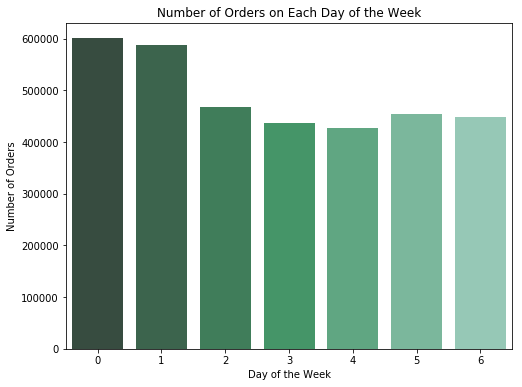 Number of Orders on Each Day of the Week
Number of Orders
600000
500000
400000
300000
200000
100000
0
0 1 2 3 4 5 6
Day of the Week